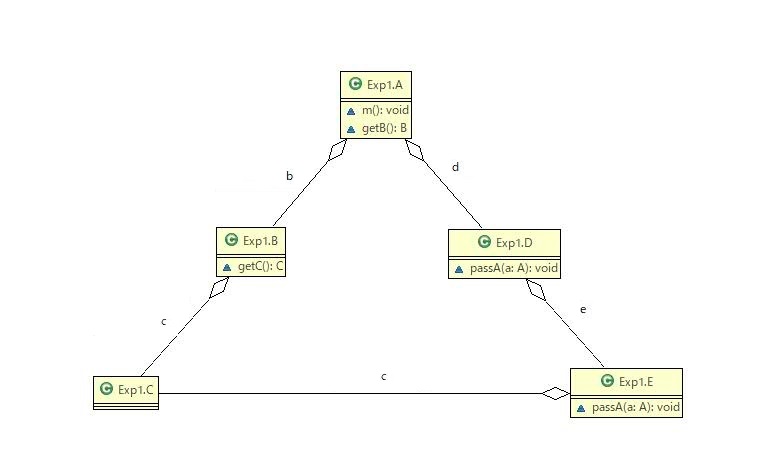 C Exp1.A
m(): void
getB(): B
b
d
C Exp1.B
getC(): C
C Exp1.D
passA(a: A): void
c
e
C Exp1.C
c
C Exp1.E
passA(a: A): void